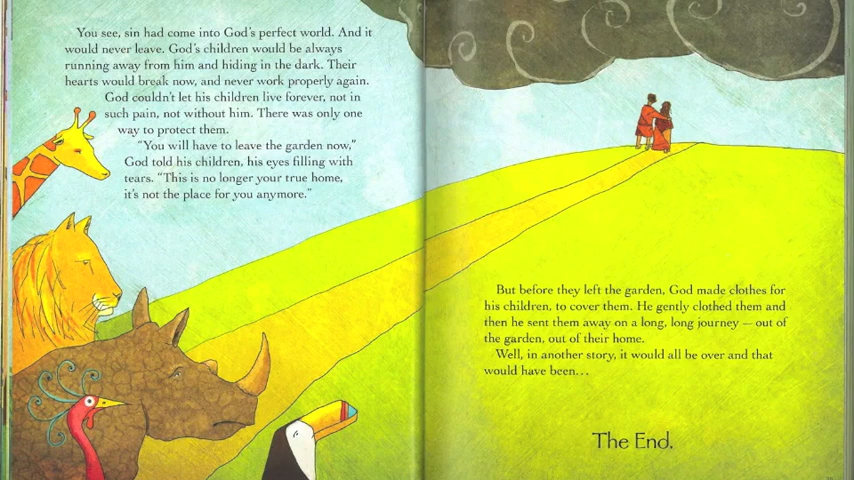 You see, sin had come into God's perfect world. And it
would never leave. God's children would be always
running away from him and hiding in the dark. Their
hearts would break now, and never work properly again.
God couldn't let his children live forever, not in
such pain, not without him. There was only one
way to protect them.
"You will have to leave the garden now,"
God told his children, his eyes filling with
tears. "This is no longer your true home,
it's not the place for you anymore."
But before they left the garden, God made clothes for
his children, to cover them. He gently clothed them and
then he sent them away on a long, long journey — out of
the garden, out of their home.
Well, in another story, it would all be over and that
would have been...
The End.